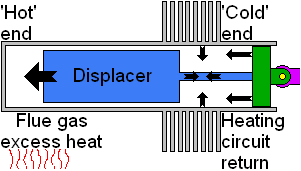 'Hot'
end
'Cold'
end
Displacer
Flue gas
excess heat
Heating
circuit
return